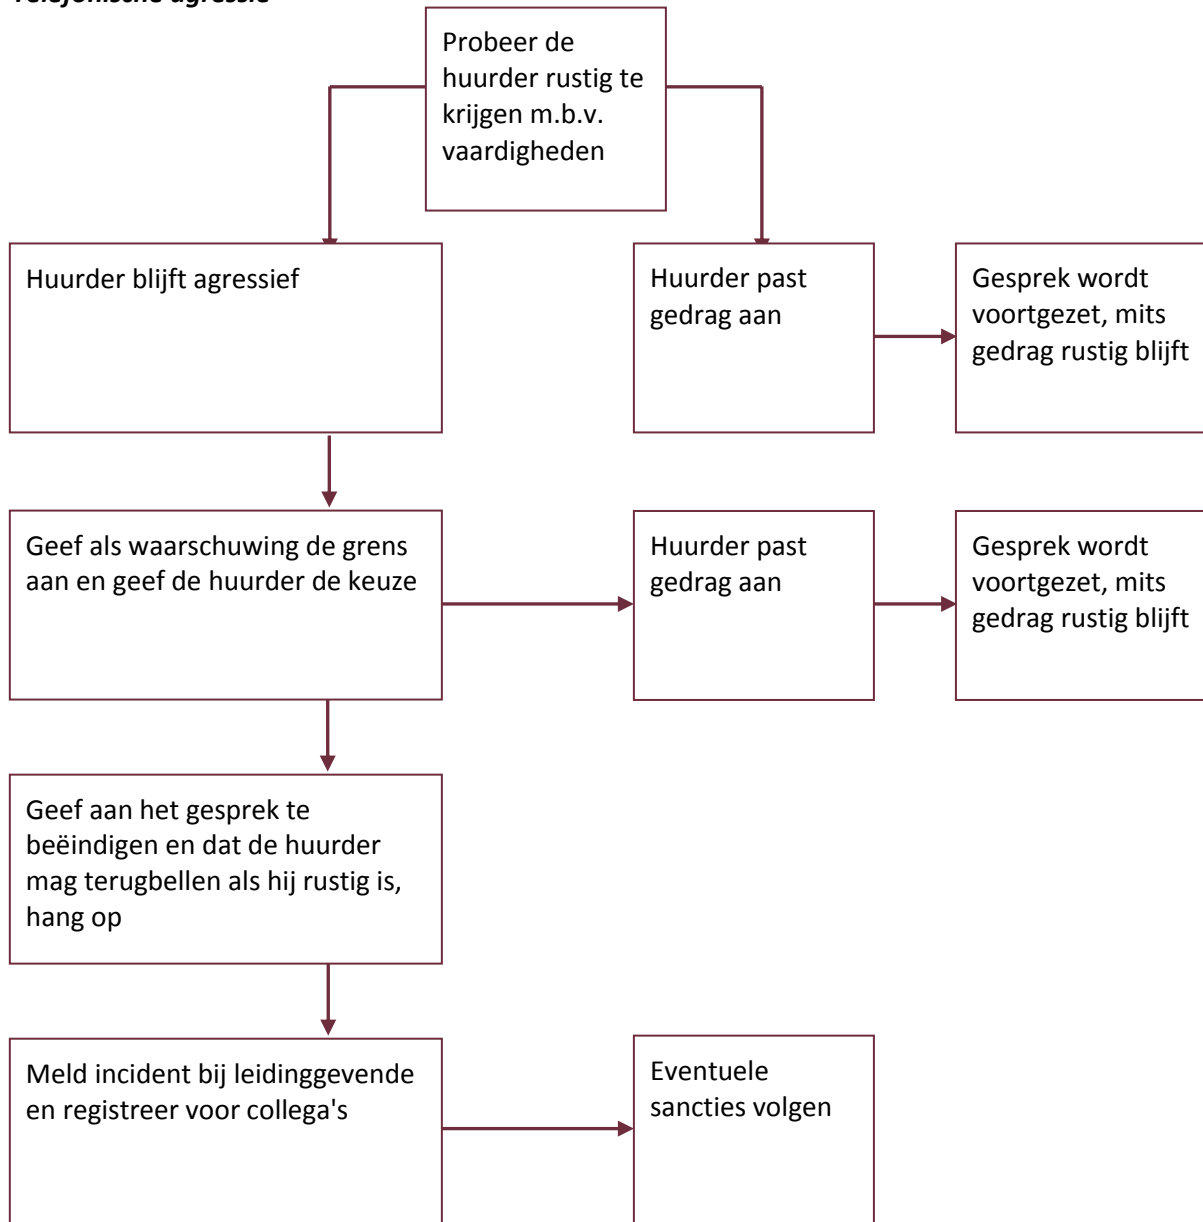 Telefonische agressie
Probeer de
huurder rustig te
krijgen m.b.v.
vaardigheden
Huurder blijft agressief
Huurder past
gedrag aan
Gesprek wordt
voortgezet, mits
gedrag rustig blijft
Geef als waarschuwing de grens
aan en geef de huurder de keuze
Huurder past
gedrag aan
Gesprek wordt
voortgezet, mits
gedrag rustig blijft
Geef aan het gesprek te
beëindigen en dat de huurder
mag terugbellen als hij rustig is,
hang op
Meld incident bij leidinggevende
en registreer voor collega's
Eventuele
sancties volgen